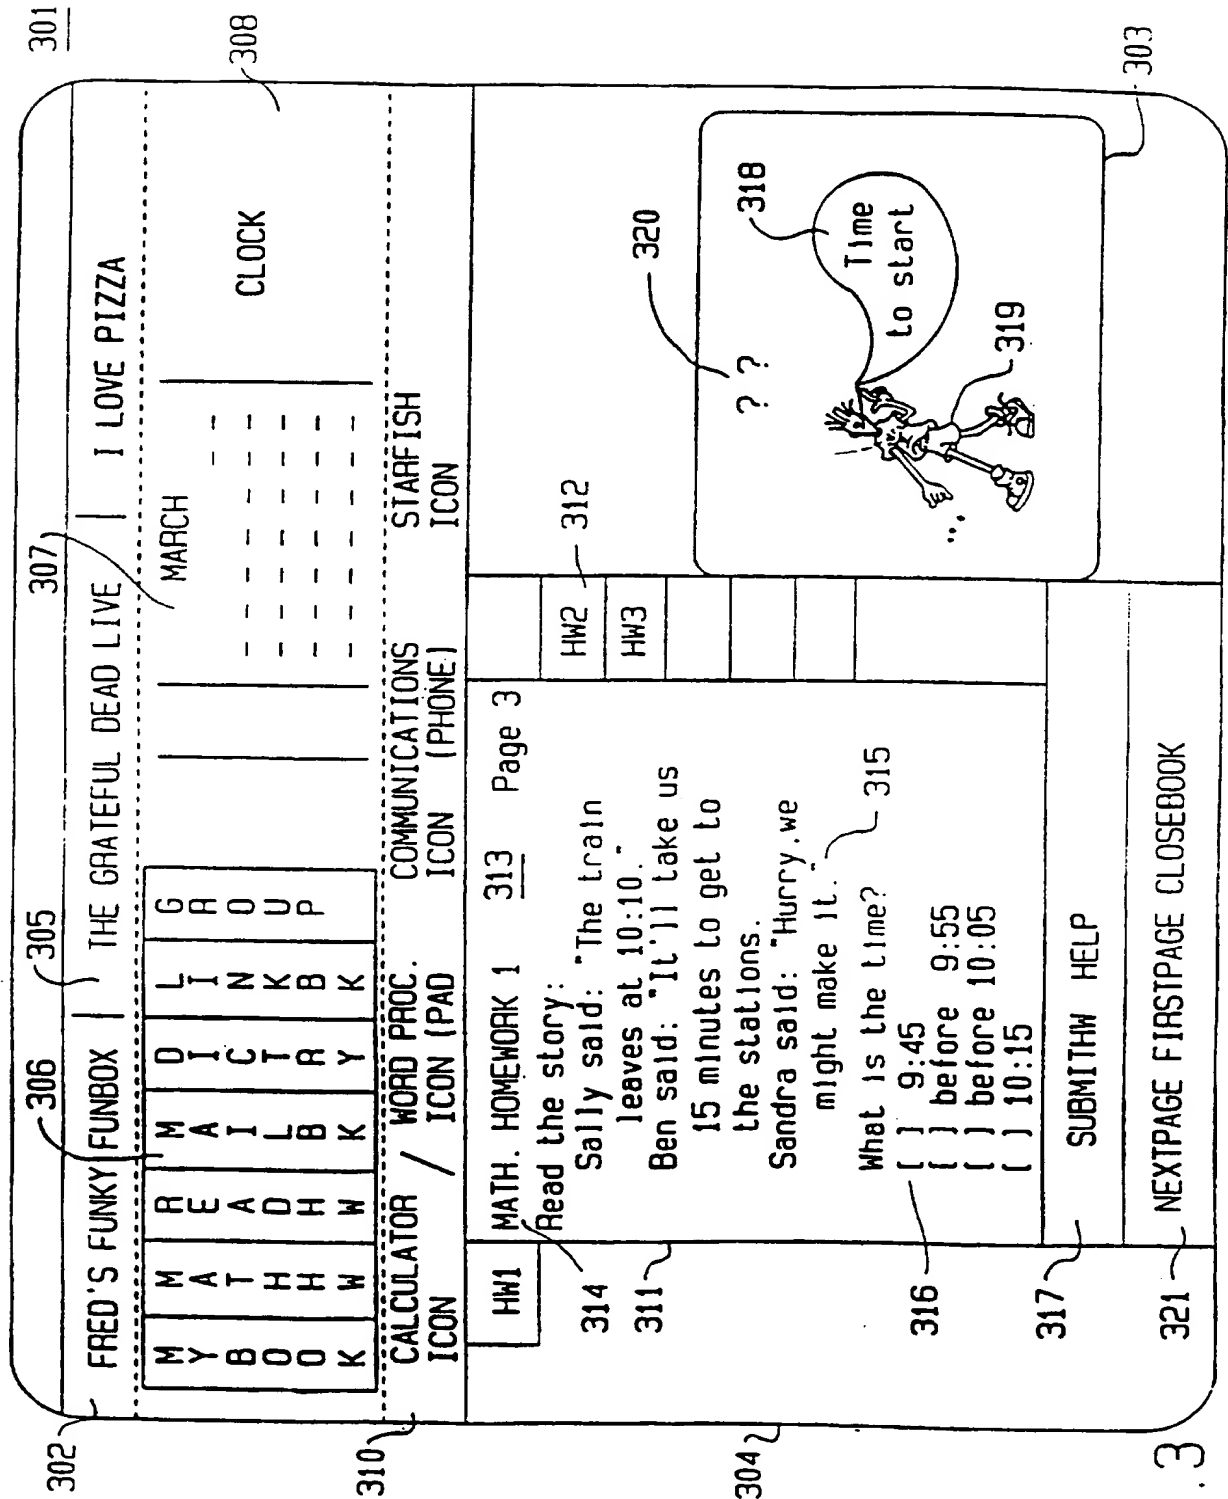 301
302
FRED'S FUNKY FUNBOX | THE GRATEFUL DEAD LIVE | I LOVE PIZZA
305
306
307
308
M M R M D L G
Y A E A I I R
B T A I C N O
O H D L T K U
O H H B R B P
K W W K Y K
MARCH
CLOCK
310
CALCULATOR / WORD PROC. COMMUNICATIONS STARFISH
ICON ICON (PAD ICON (PHONE) ICON
HW1
MATH. HOMEWORK 1 313 Page 3
Read the story:
Sally said: "The train
leaves at 10:10."
Ben said: "It'll take us
15 minutes to get to
the stations.
Sandra said: "Hurry,we
might make it."
What is the time?
[ ] 9:45
[ ] before 9:55
[ ] before 10:05
[ ] 10:15
HW2
HW3
312
314
311
315
316
317
SUBMITHW HELP
321
NEXTPAGE FIRSTPAGE CLOSEBOOK
304
320
? ?
318
Time
to start
319
...
303
.3